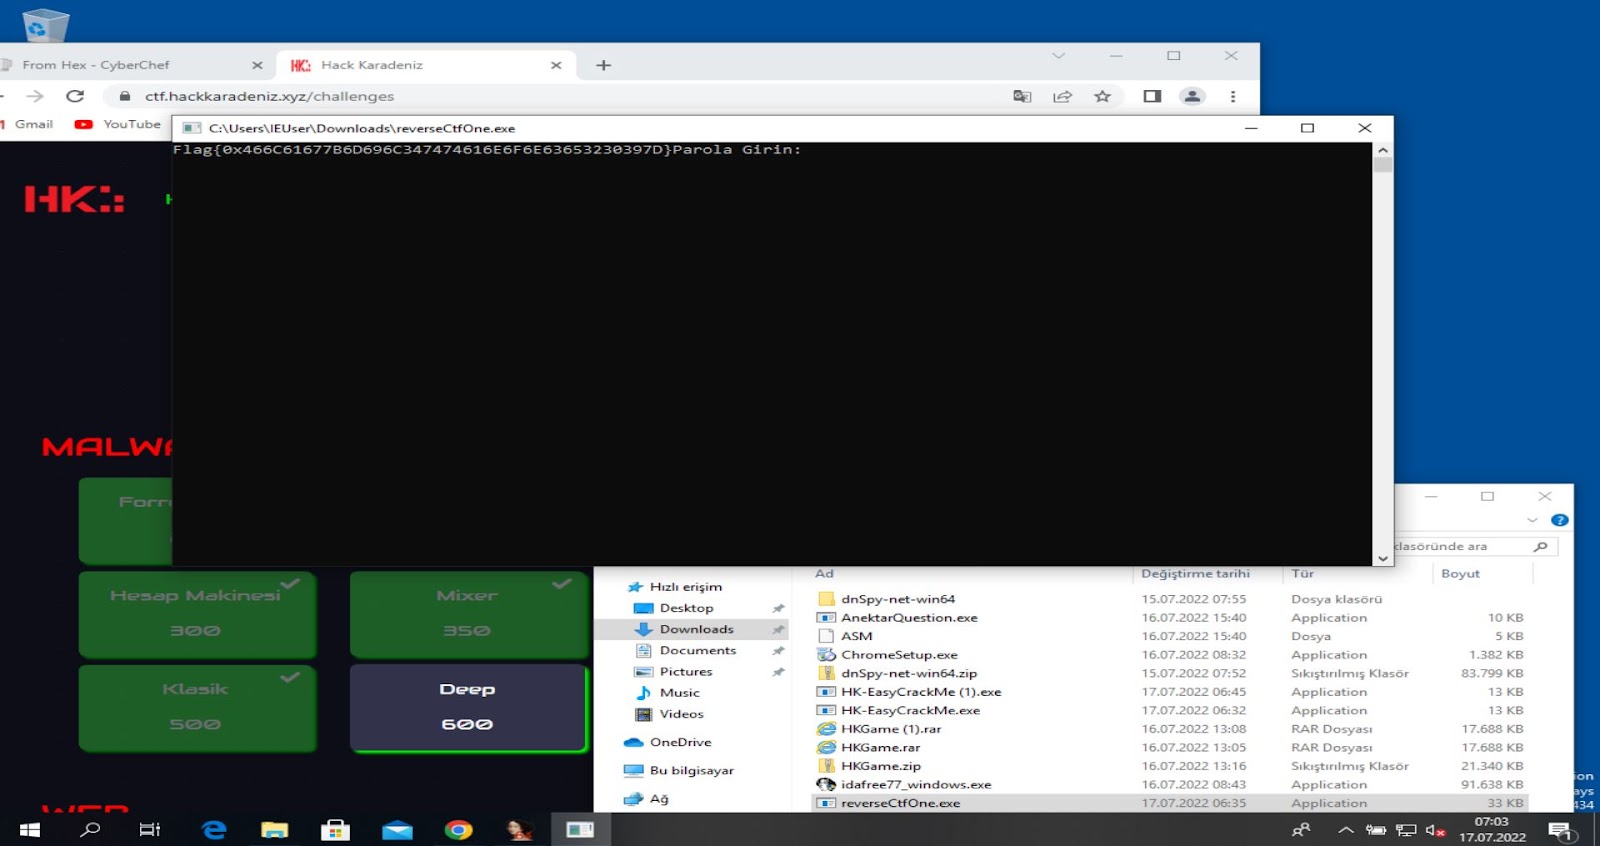 From Hex - CyberChef
Hack Karadeniz
ctf.hackkaradeniz.xyz/challenges
Gmail
YouTube
C:\Users\IEUser\Downloads\reverseCtfOne.exe
Flag{0x466C61677B6D696C347474616E6F6E63653230397D}Parola Girin:
HK
MALW
Hesap Makinesi
300
Mixer
350
Klasik
500
Deep
600
klasöründe ara
Ad Değiştirme tarihi Tür Boyut
Hızlı erişim
Desktop
Downloads
Documents
Pictures
Music
Videos
OneDrive
Bu bilgisayar
Ağ
dnSpy-net-win64 15.07.2022 07:55 Dosya klasörü
AnektarQuestion.exe 16.07.2022 15:40 Application 10 KB
ASM 16.07.2022 15:40 Dosya 5 KB
ChromeSetup.exe 16.07.2022 08:32 Application 1.382 KB
dnSpy-net-win64.zip 15.07.2022 07:52 Sıkıştırılmış Klasör 83.799 KB
HK-EasyCrackMe (1).exe 17.07.2022 06:45 Application 13 KB
HK-EasyCrackMe.exe 17.07.2022 06:32 Application 13 KB
HKGame (1).rar 16.07.2022 13:08 RAR Dosyası 17.688 KB
HKGame.rar 16.07.2022 13:05 RAR Dosyası 17.688 KB
HKGame.zip 16.07.2022 13:16 Sıkıştırılmış Klasör 21.340 KB
idafree77_windows.exe 16.07.2022 08:43 Application 91.638 KB
reverseCtfOne.exe 17.07.2022 06:35 Application 33 KB
ion
ays
434
07:03
17.07.2022
1